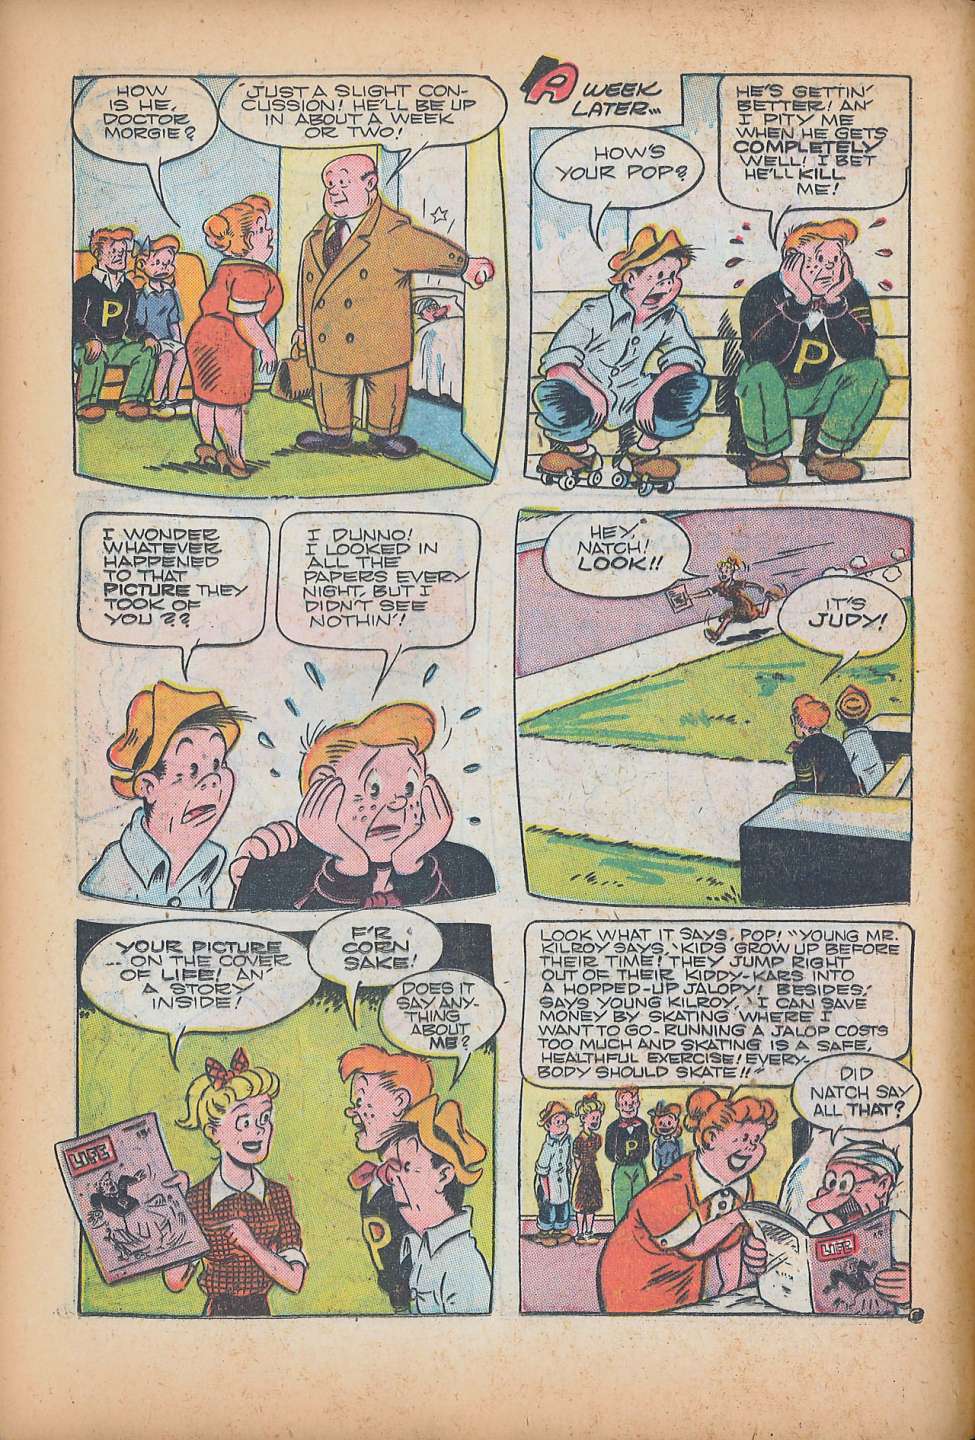 HOW
IS HE,
DOCTOR
MORGIE?
JUST A SLIGHT CON-
CUSSION! HE'LL BE UP
IN ABOUT A WEEK
OR TWO!
P
A WEEK
LATER...
HOW'S
YOUR POP?
HE'S GETTIN'
BETTER! AN'
I PITY ME
WHEN HE GETS
COMPLETELY
WELL! I BET
HE'LL KILL
ME!
P
I WONDER
WHATEVER
HAPPENED
TO THAT
PICTURE THEY
TOOK OF
YOU??
I DUNNO!
I LOOKED IN
ALL THE
PAPERS EVERY
NIGHT, BUT I
DIDN'T SEE
NOTHIN'!
HEY,
NATCH!
LOOK!!
IT'S
JUDY!
YOUR PICTURE
... ON THE COVER
OF LIFE! AN'
A STORY
INSIDE!
F'R
CORN
SAKE!
DOES IT
SAY ANY-
THING
ABOUT
ME?
LIFE
15¢
P
LOOK WHAT IT SAYS, POP! "YOUNG MR.
KILROY SAYS, 'KIDS GROW UP BEFORE
THEIR TIME! THEY JUMP RIGHT
OUT OF THEIR KIDDY-KARS INTO
A HOPPED-UP JALOPY! BESIDES,'
SAYS YOUNG KILROY, 'I CAN SAVE
MONEY BY SKATING WHERE I
WANT TO GO - RUNNING A JALOP COSTS
TOO MUCH AND SKATING IS A SAFE,
HEALTHFUL EXERCISE! EVERY-
BODY SHOULD SKATE!!'"
DID
NATCH SAY
ALL THAT?
P
LIFE